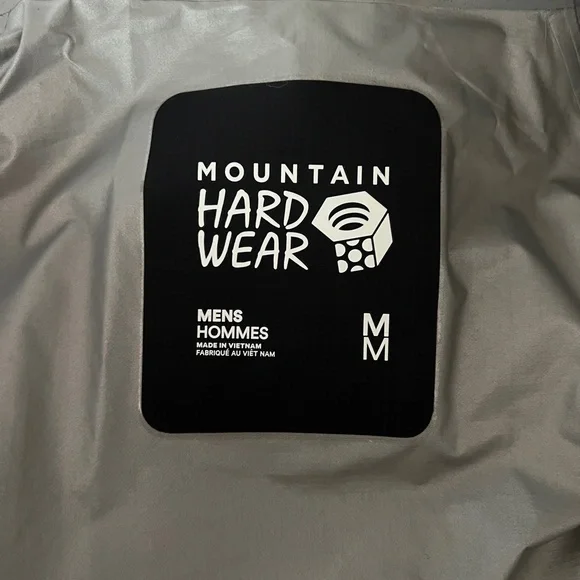 MOUNTAIN
HARD
WEAR
MENS
HOMMES
MADE IN VIETNAM
FABRIQUÉ AU VIÊT NAM
M
M